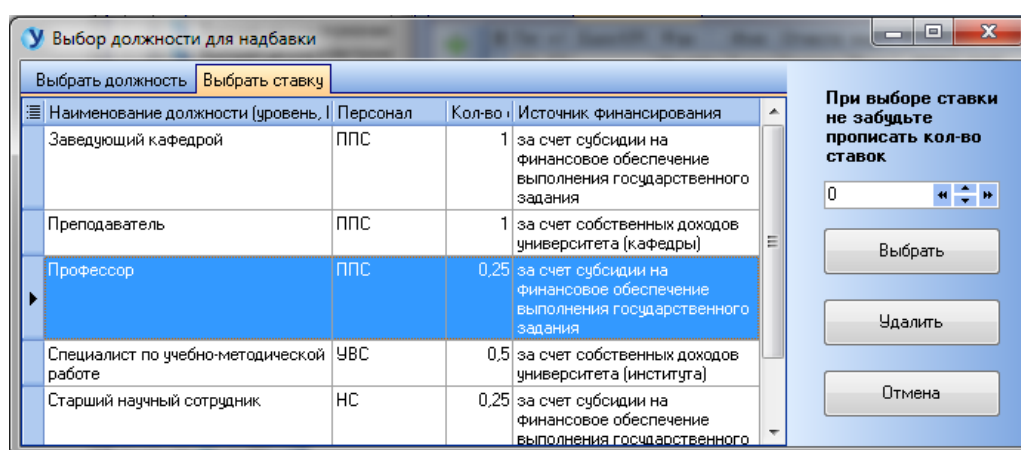 Выбор должности для надбавки
Выбрать должность Выбрать ставку
Наименование должности (уровень, Персонал Кол-во Источник финансирования
Заведующий кафедрой ППС 1 за счет субсидии на
финансовое обеспечение
выполнения государственного
задания
Преподаватель ППС 1 за счет собственных доходов
университета (кафедры)
Профессор ППС 0,25 за счет субсидии на
финансовое обеспечение
выполнения государственного
задания
Специалист по учебно-методической УВС 0,5 за счет собственных доходов
работе университета (института)
Старший научный сотрудник НС 0,25 за счет субсидии на
финансовое обеспечение
выполнения государственного
При выборе ставки
не забудьте
прописать кол-во
ставок
0
Выбрать
Удалить
Отмена